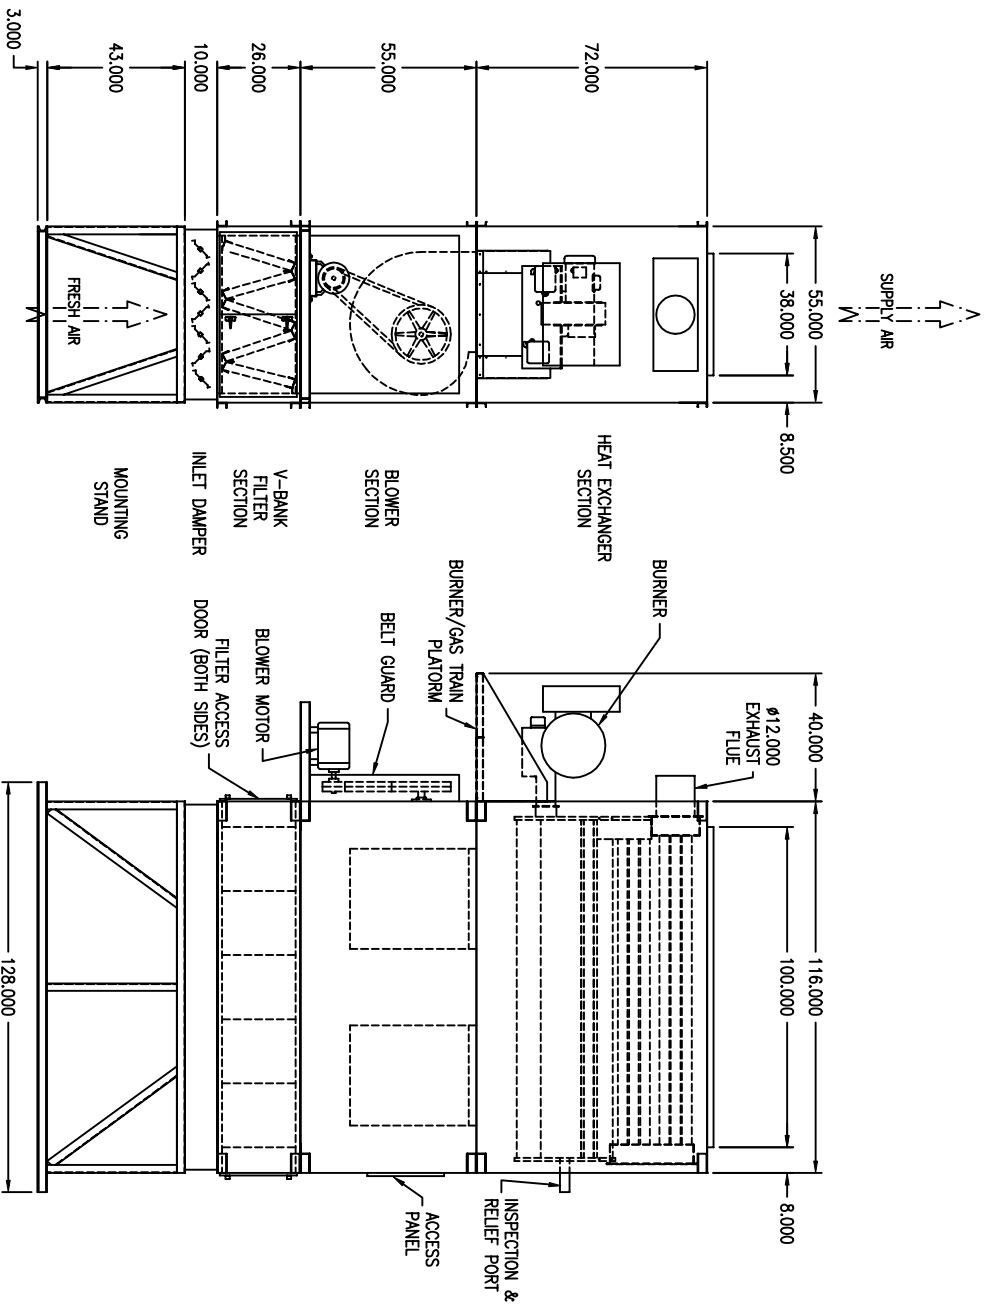 SUPPLY AIR
55.000
38.000
8.500
72.000
55.000
26.000
10.000
43.000
3.000
FRESH AIR
HEAT EXCHANGER
SECTION
BLOWER
SECTION
V-BANK
FILTER
SECTION
INLET DAMPER
MOUNTING
STAND
40.000
116.000
100.000
8.000
ø12.000
EXHAUST
FLUE
BURNER
BURNER/GAS TRAIN
PLATORM
BELT GUARD
BLOWER MOTOR
FILTER ACCESS
DOOR (BOTH SIDES)
INSPECTION &
RELIEF PORT
ACCESS
PANEL
128.000